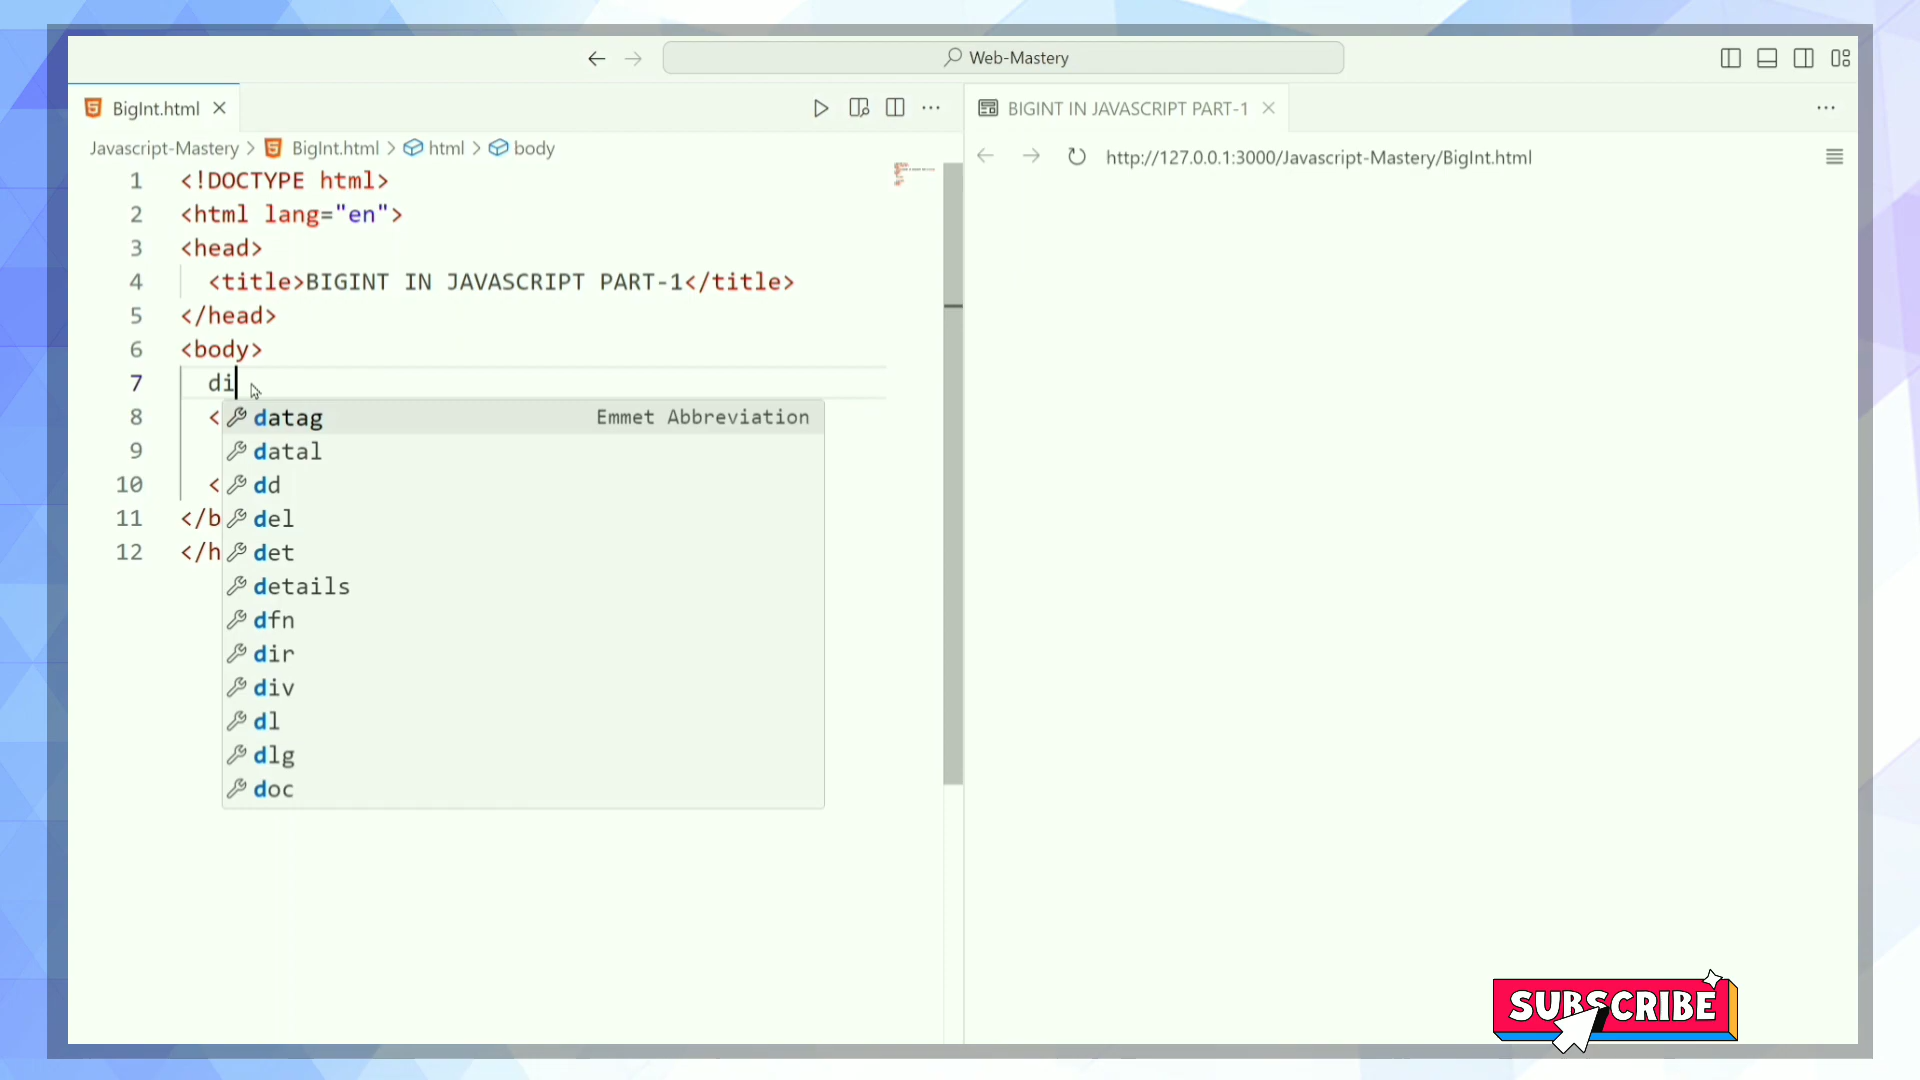 Web-Mastery
BigInt.html
BIGINT IN JAVASCRIPT PART-1
Javascript-Mastery > BigInt.html > html > body
http://127.0.0.1:3000/Javascript-Mastery/BigInt.html
1 <!DOCTYPE html>
2 <html lang="en">
3 <head>
4 <title>BIGINT IN JAVASCRIPT PART-1</title>
5 </head>
6 <body>
7 di
8 < datag Emmet Abbreviation
9 datal
10 < dd
11 </b del
12 </h det
details
dfn
dir
div
dl
dlg
doc
SUBSCRIBE